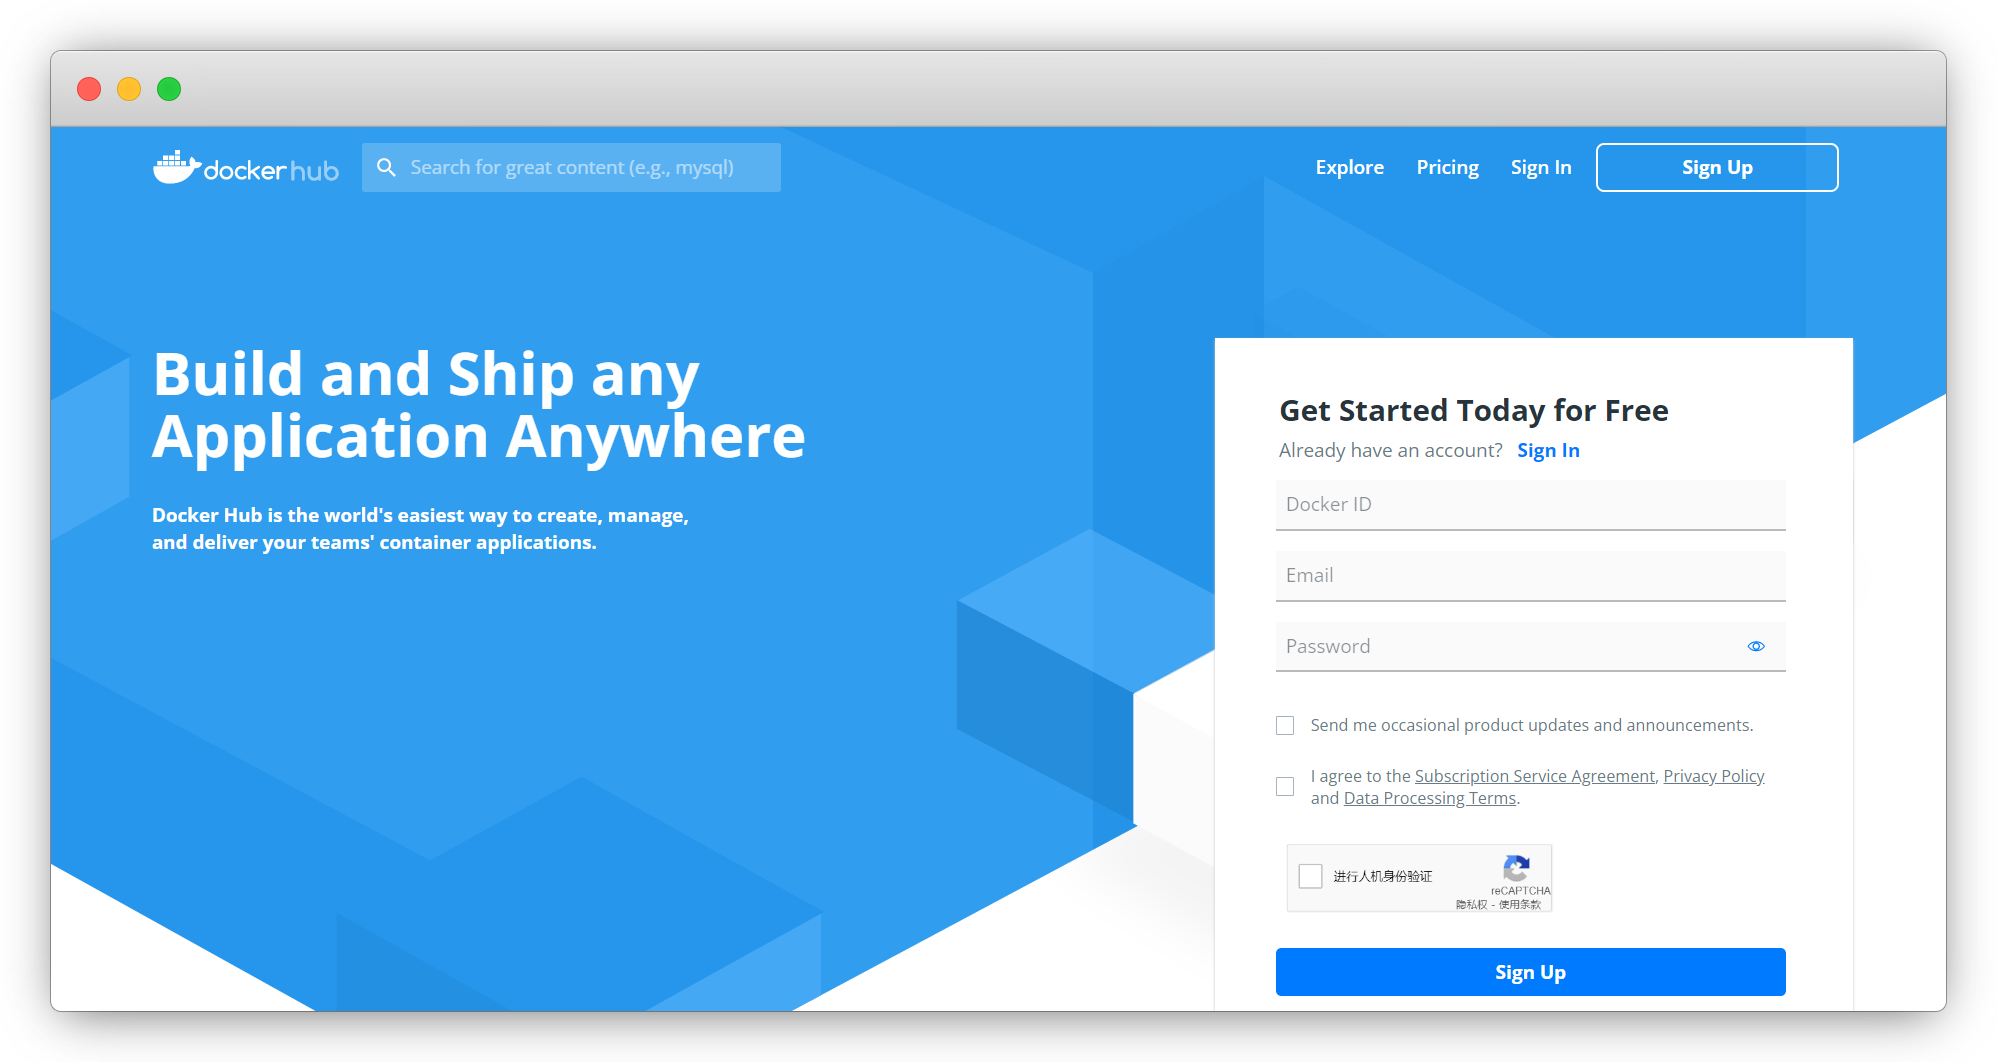 docker hub
Search for great content (e.g., mysql)
Explore
Pricing
Sign In
Sign Up
Build and Ship any
Application Anywhere
Docker Hub is the world's easiest way to create, manage,
and deliver your teams' container applications.
Get Started Today for Free
Already have an account? Sign In
Docker ID
Email
Password
Send me occasional product updates and announcements.
I agree to the Subscription Service Agreement, Privacy Policy
and Data Processing Terms.
进行人机身份验证
reCAPTCHA
隐私权 - 使用条款
Sign Up